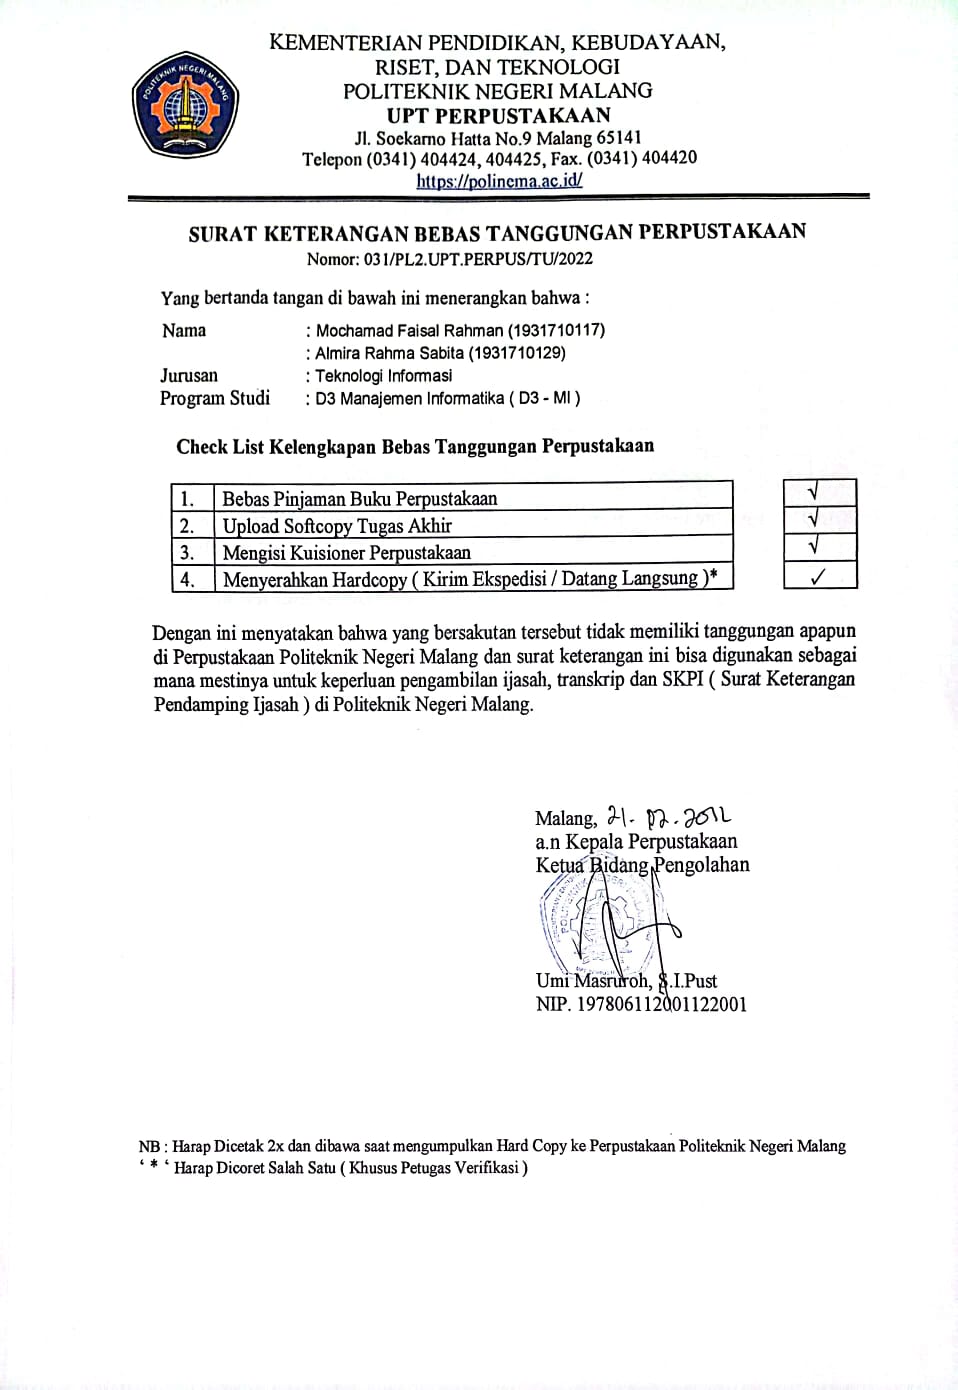 POLITEKNIK NEGERI MALANG
KEMENTERIAN PENDIDIKAN, KEBUDAYAAN,
RISET, DAN TEKNOLOGI
POLITEKNIK NEGERI MALANG
UPT PERPUSTAKAAN
Jl. Soekarno Hatta No.9 Malang 65141
Telepon (0341) 404424, 404425, Fax. (0341) 404420
https://polinema.ac.id/
SURAT KETERANGAN BEBAS TANGGUNGAN PERPUSTAKAAN
Nomor: 031/PL2.UPT.PERPUS/TU/2022
Yang bertanda tangan di bawah ini menerangkan bahwa :
Nama : Mochamad Faisal Rahman (1931710117)
: Almira Rahma Sabita (1931710129)
Jurusan : Teknologi Informasi
Program Studi : D3 Manajemen Informatika ( D3 - MI )
Check List Kelengkapan Bebas Tanggungan Perpustakaan
1. Bebas Pinjaman Buku Perpustakaan √
2. Upload Softcopy Tugas Akhir √
3. Mengisi Kuisioner Perpustakaan √
4. Menyerahkan Hardcopy ( Kirim Ekspedisi / Datang Langsung )* ✓
Dengan ini menyatakan bahwa yang bersakutan tersebut tidak memiliki tanggungan apapun
di Perpustakaan Politeknik Negeri Malang dan surat keterangan ini bisa digunakan sebagai
mana mestinya untuk keperluan pengambilan ijasah, transkrip dan SKPI ( Surat Keterangan
Pendamping Ijasah ) di Politeknik Negeri Malang.
Malang, 21-
a.n Kepala Perpustakaan
Ketua Bidang Pengolahan
Umi Masruroh, S.I.Pust
NIP. 197806112001122001
NB : Harap Dicetak 2x dan dibawa saat mengumpulkan Hard Copy ke Perpustakaan Politeknik Negeri Malang
‘ * ‘ Harap Dicoret Salah Satu ( Khusus Petugas Verifikasi )